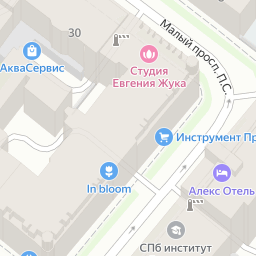 30
Малый просп. П.С.
Студия
Евгения Жука
АкваСервис
Инструмент Пр
In bloom
Алекс Отель
СПб институт